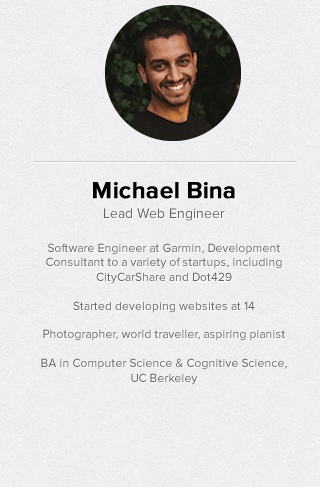 Michael Bina
Lead Web Engineer
Software Engineer at Garmin, Development
Consultant to a variety of startups, including
CityCarShare and Dot429
Started developing websites at 14
Photographer, world traveller, aspiring pianist
BA in Computer Science & Cognitive Science,
UC Berkeley